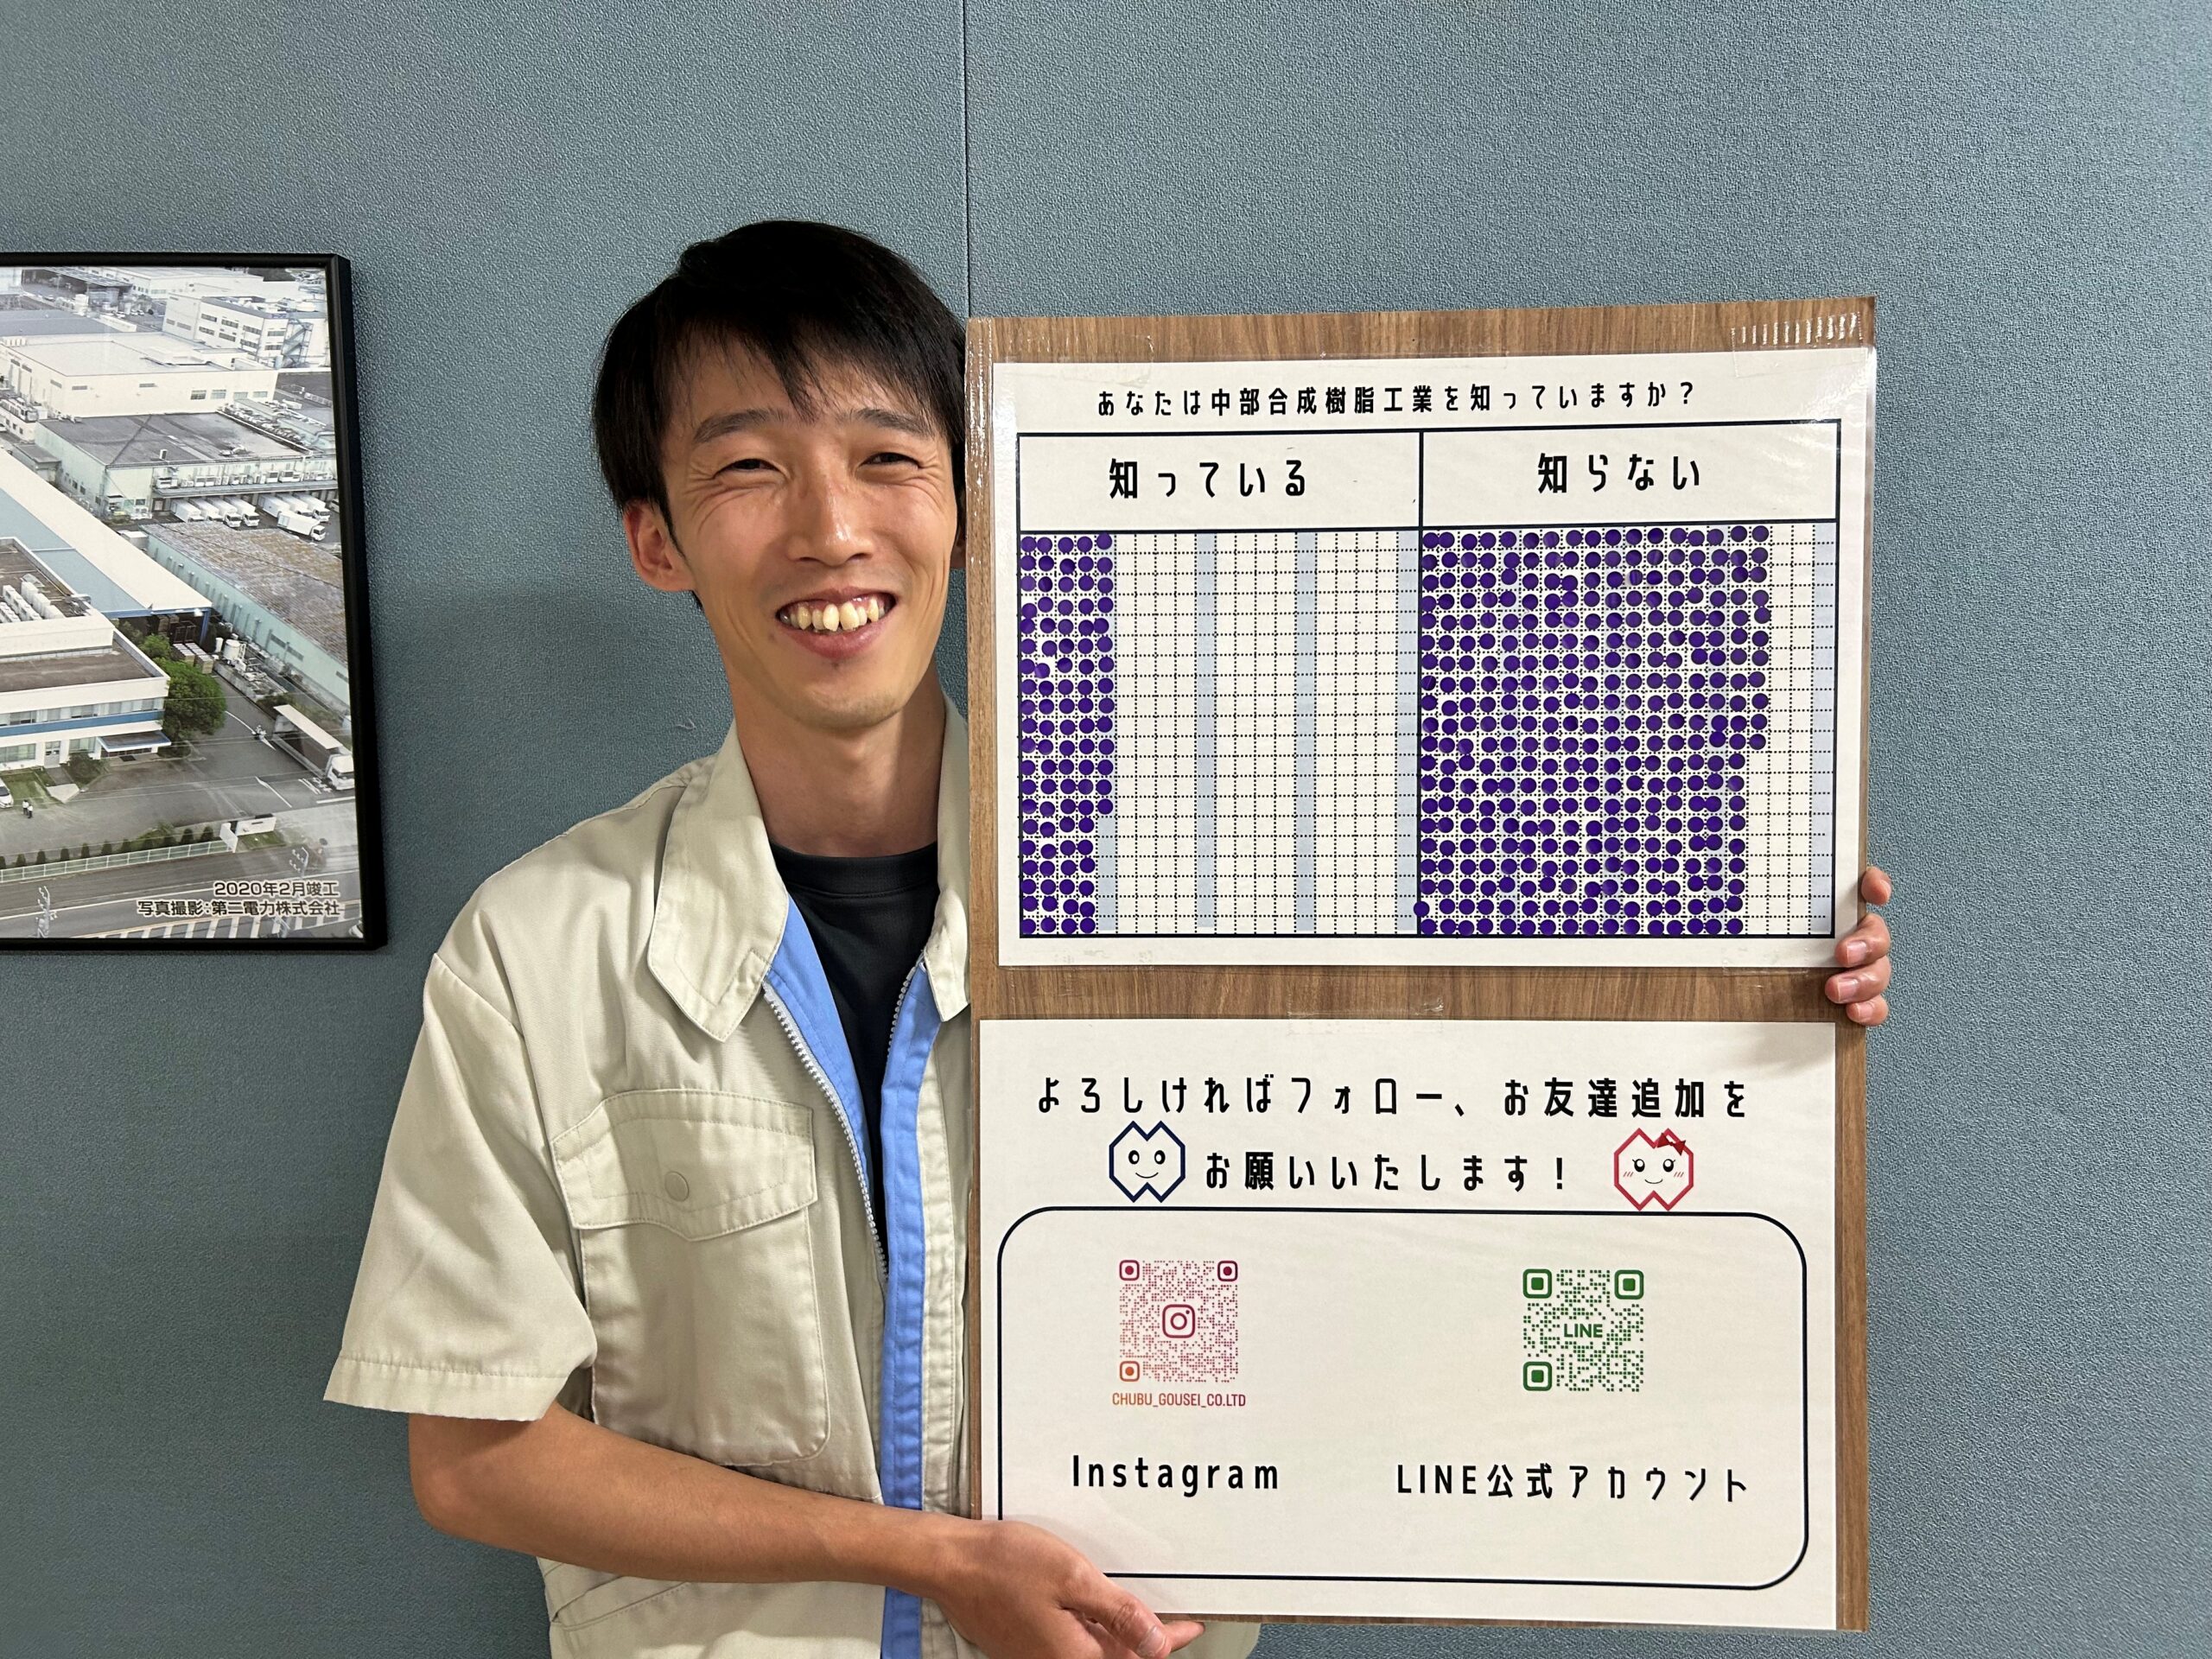 2020年2月竣工
写真撮影:第二電力株式会社
あなたは中部合成樹脂工業を知っていますか?
知っている
知らない
よろしければフォロー、お友達追加を
お願いいたします!
LINE
CHUBU_GOUSEI_CO.LTD
Instagram
LINE公式アカウント